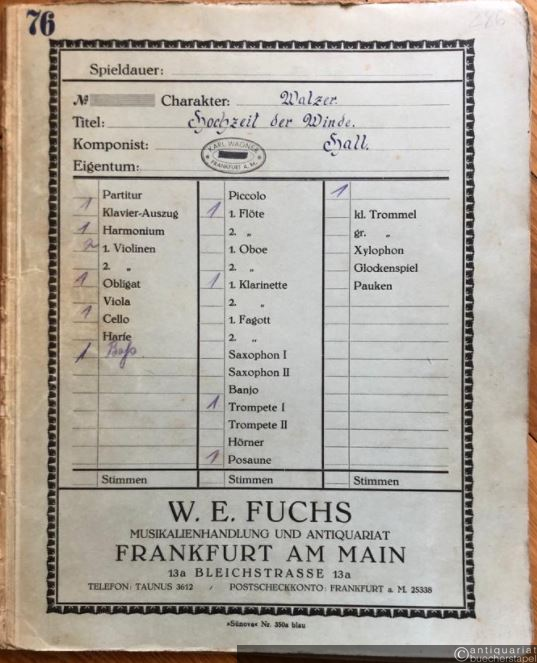 76
286
Spieldauer:
№ Charakter: Walzer.
Titel: Hochzeit der Winde.
Komponist: Hall.
KARL WAGNER
FRANKFURT A. M.
Eigentum:
Partitur
1 Klavier-Auszug
1 Harmonium
2 1. Violinen
2. „
1 Obligat
Viola
1 Cello
Harfe
1 Bass
Stimmen
Piccolo
1 1. Flöte
2. „
1. Oboe
2. „
1 1. Klarinette
2. „
1. Fagott
2. „
Saxophon I
Saxophon II
Banjo
1 Trompete I
Trompete II
Hörner
1 Posaune
Stimmen
1
kl. Trommel
gr. „
Xylophon
Glockenspiel
Pauken
Stimmen
W. E. FUCHS
MUSIKALIENHANDLUNG UND ANTIQUARIAT
FRANKFURT AM MAIN
13a BLEICHSTRASSE 13a
TELEFON: TAUNUS 3612 / POSTSCHECKKONTO: FRANKFURT a. M. 25338
»Sünova« Nr. 350a blau
©antiquariat
buecherstapel